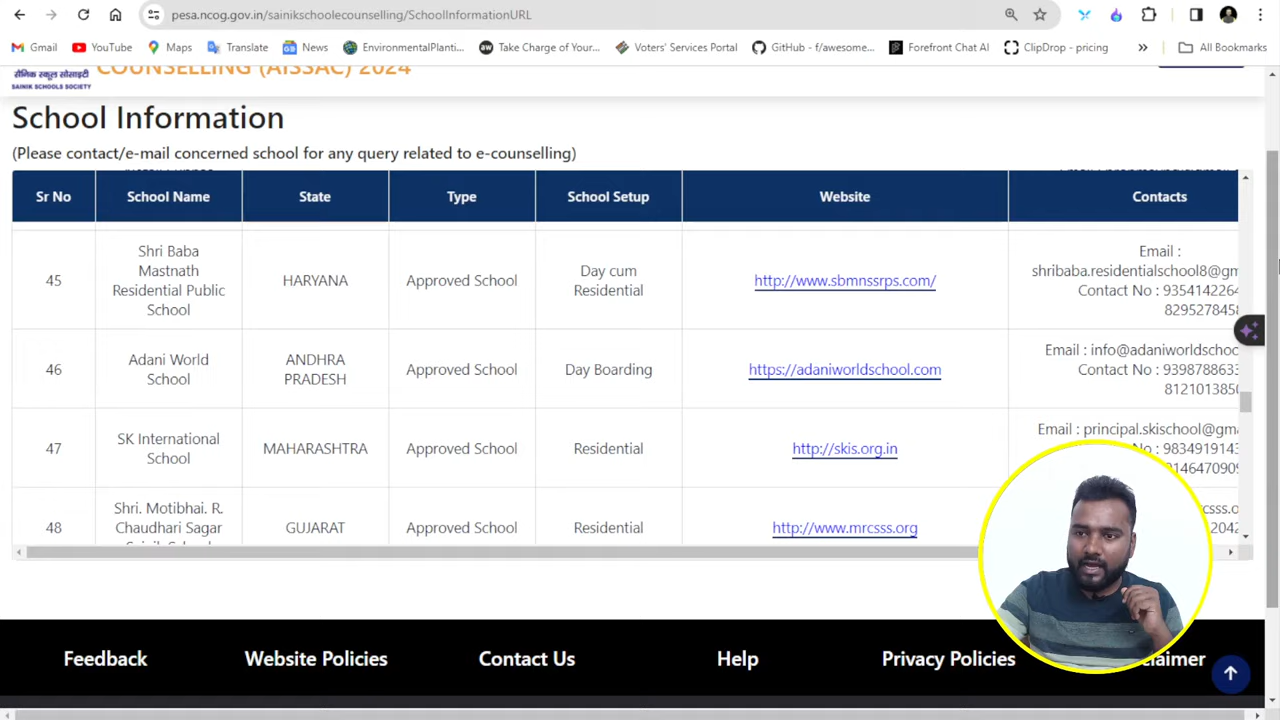 pesa.ncog.gov.in/sainikschoolecounselling/SchoolInformationURL
Gmail YouTube Maps Translate News EnvironmentalPlanti... Take Charge of Your... Voters' Services Portal GitHub - f/awesome... Forefront Chat AI ClipDrop - pricing » All Bookmarks
सैनिक स्कूल सोसाइटी
SAINIK SCHOOLS SOCIETY
COUNSELLING (AISSAC) 2024
School Information
(Please contact/e-mail concerned school for any query related to e-counselling)
Sr No School Name State Type School Setup Website Contacts
45
Shri Baba
Mastnath
Residential Public
School
HARYANA
Approved School
Day cum
Residential
http://www.sbmnssrps.com/
Email :
shribaba.residentialschool8@gm
Contact No : 9354142264
829527845
46
Adani World
School
ANDHRA
PRADESH
Approved School
Day Boarding
https://adaniworldschool.com
Email : info@adaniworldschoo
Contact No : 939878863
812101385
47
SK International
School
MAHARASHTRA
Approved School
Residential
http://skis.org.in
Email : principal.skischool@gm
No : 983491914
914647090
48
Shri. Motibhai. R.
Chaudhari Sagar
GUJARAT
Approved School
Residential
http://www.mrcsss.org
Feedback Website Policies Contact Us Help Privacy Policies